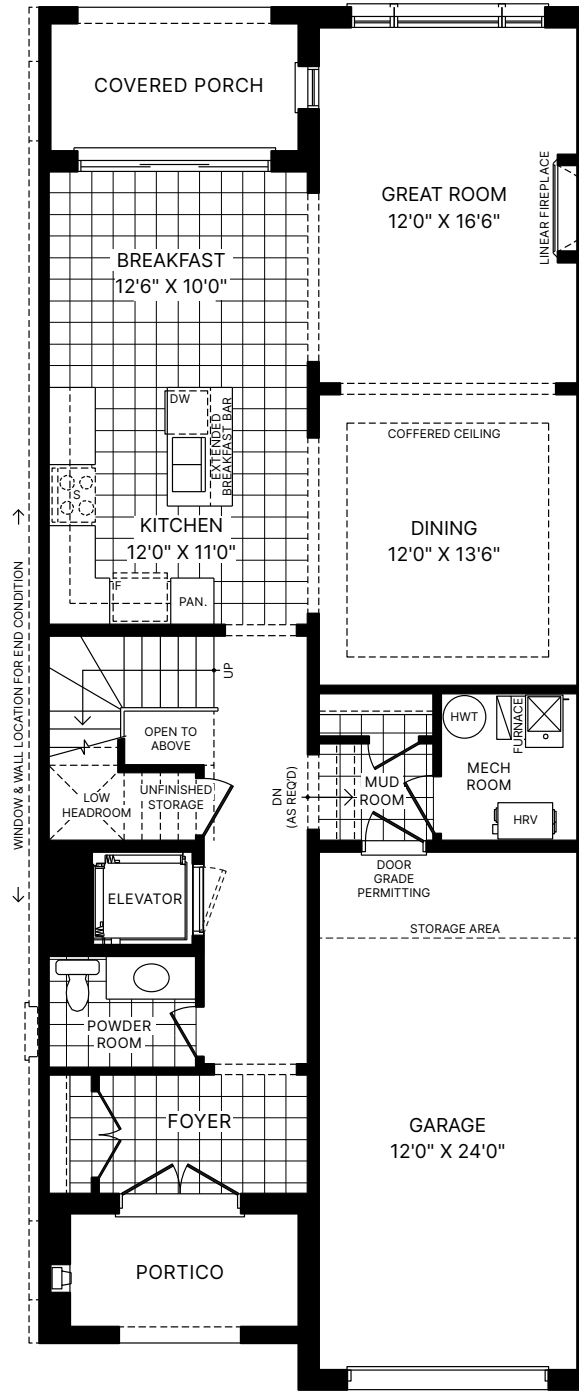 COVERED PORCH
GREAT ROOM
12'0" X 16'6"
LINEAR FIREPLACE
BREAKFAST
12'6" X 10'0"
DW
EXTENDED
BREAKFAST BAR
COFFERED CEILING
S
KITCHEN
12'0" X 11'0"
DINING
12'0" X 13'6"
F
PAN.
WINDOW & WALL LOCATION FOR END CONDITION
UP
OPEN TO
ABOVE
HWT
FURNACE
MECH
ROOM
LOW
HEADROOM
UNFINISHED
STORAGE
DN
(AS REQ'D)
MUD
ROOM
HRV
DOOR
GRADE
PERMITTING
ELEVATOR
STORAGE AREA
POWDER
ROOM
FOYER
GARAGE
12'0" X 24'0"
PORTICO